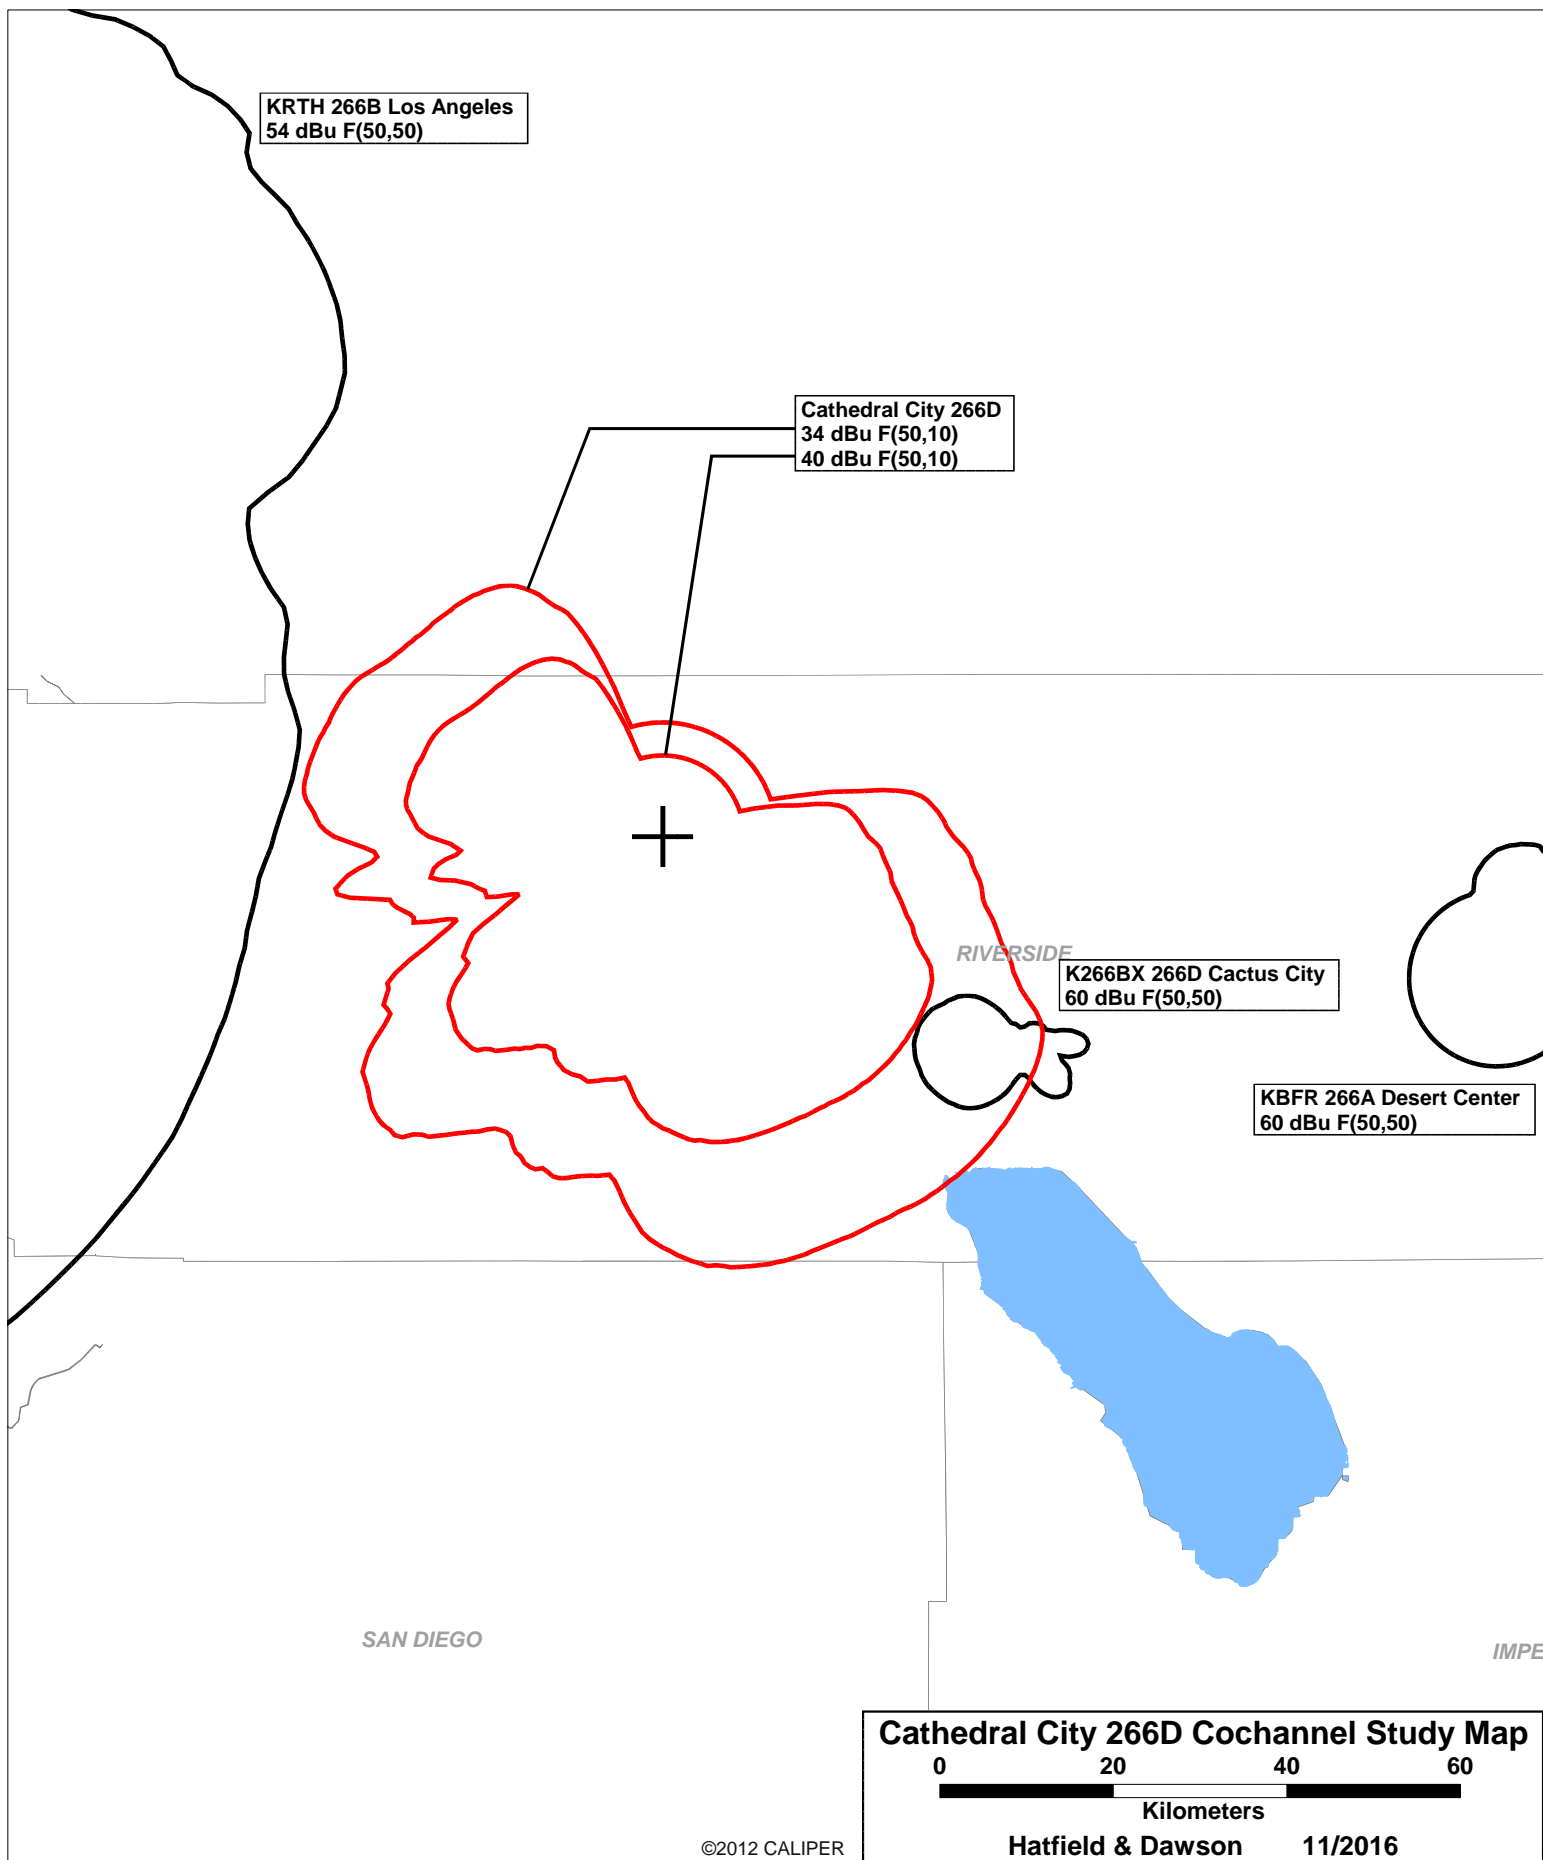 KRTH 266B Los Angeles
54 dBu F(50,50)
Cathedral City 266D
34 dBu F(50,10)
40 dBu F(50,10)
RIVERSIDE
K266BX 266D Cactus City
60 dBu F(50,50)
KBFR 266A Desert Center
60 dBu F(50,50)
SAN DIEGO
IMPE
Cathedral City 266D Cochannel Study Map
0 20 40 60
Kilometers
Hatfield & Dawson 11/2016
©2012 CALIPER